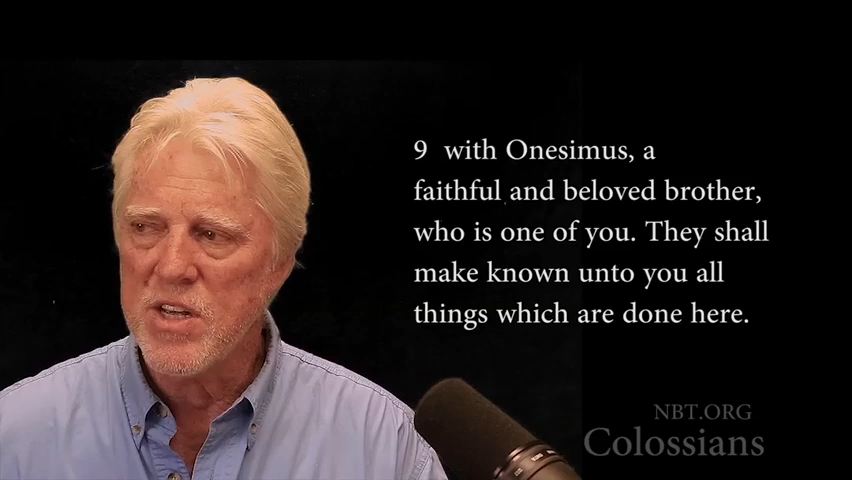 9 with Onesimus, a
faithful and beloved brother,
who is one of you. They shall
make known unto you all
things which are done here.
NBT.ORG
Colossians